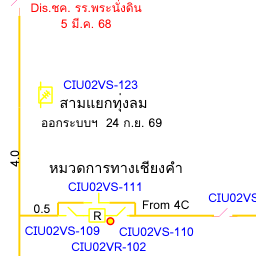 Dis.ชค. รร.พระนั่งดิน
5 มี.ค. 68
CIU02VS-123
สามแยกทุ่งลม
ออกระบบฯ 24 ก.ย. 69
4.0
หมวดการทางเชียงคำ
CIU02VS-111
CIU02VS
0.5
R
From 4C
CIU02VS-109
CIU02VS-110
CIU02VR-102